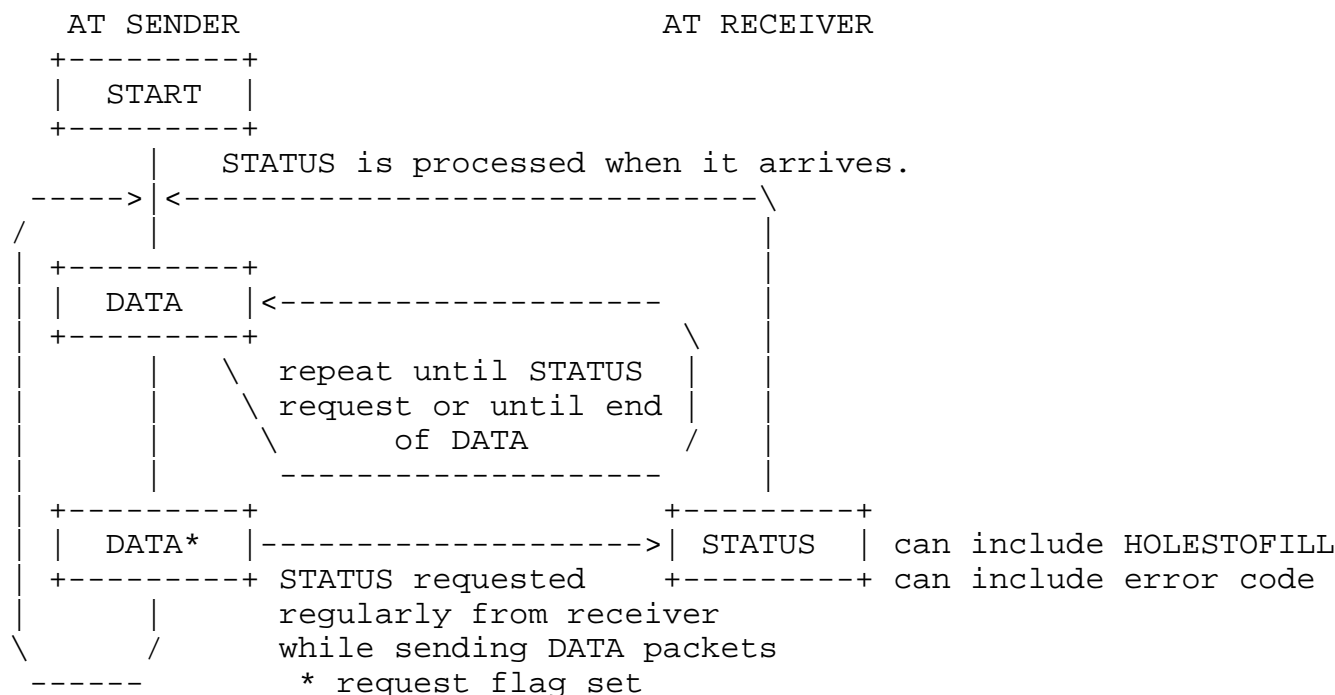 AT SENDER AT RECEIVER
START
STATUS is processed when it arrives.
DATA
repeat until STATUS
request or until end
of DATA
DATA* STATUS can include HOLESTOFILL
STATUS requested can include error code
regularly from receiver
while sending DATA packets
* request flag set